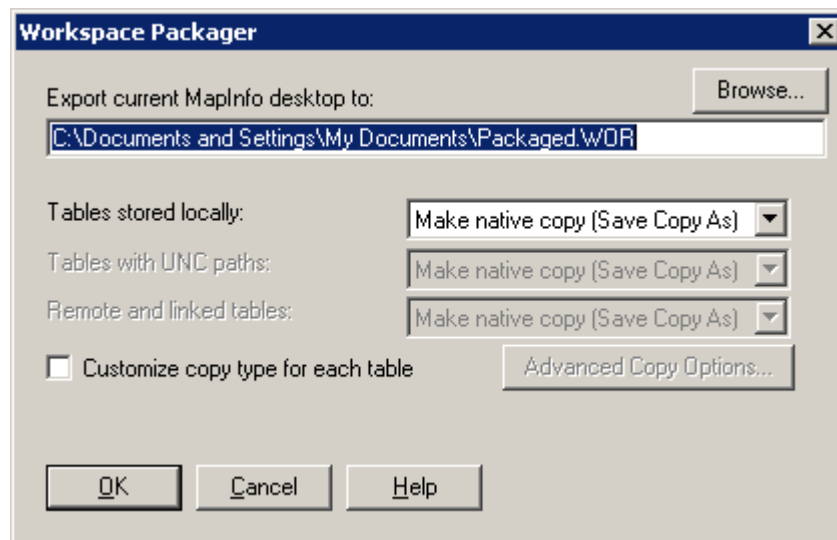 Workspace Packager
Export current MapInfo desktop to:
Browse...
C:\Documents and Settings\My Documents\Packaged.WOR
Tables stored locally:
Make native copy (Save Copy As)
Tables with UNC paths:
Make native copy (Save Copy As)
Remote and linked tables:
Make native copy (Save Copy As)
Customize copy type for each table
Advanced Copy Options...
OK
Cancel
Help